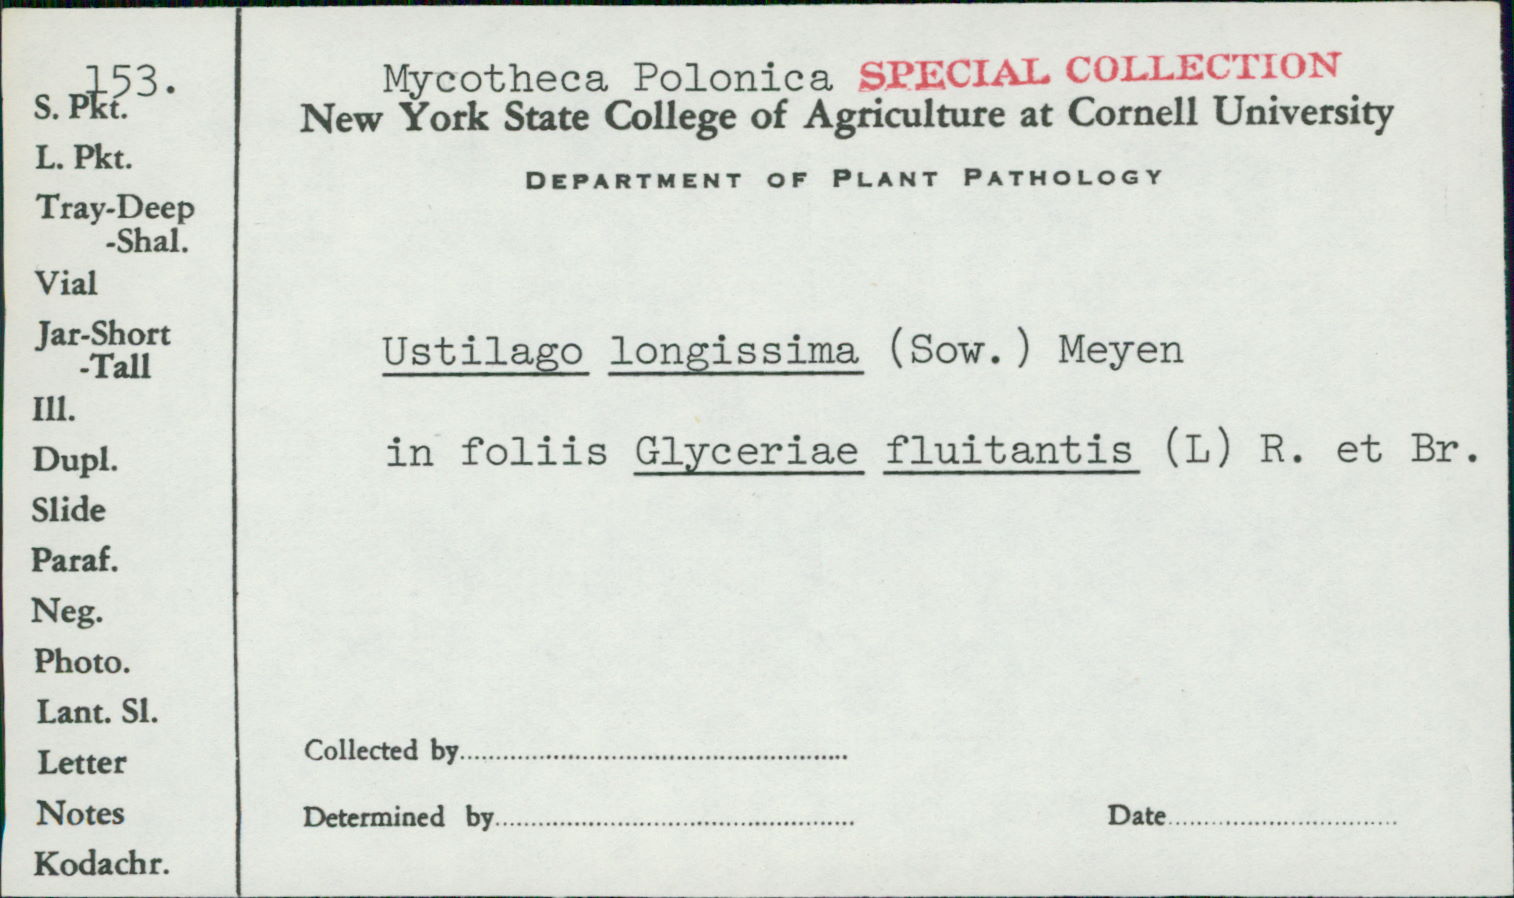 153.
S. Pkt.
L. Pkt.
Tray-Deep
-Shal.
Vial
Jar-Short
-Tall
Ill.
Dupl.
Slide
Paraf.
Neg.
Photo.
Lant. Sl.
Letter
Notes
Kodachr.
Mycotheca Polonica SPECIAL COLLECTION
New York State College of Agriculture at Cornell University
DEPARTMENT OF PLANT PATHOLOGY
Ustilago longissima (Sow.) Meyen
in foliis Glyceriae fluitantis (L) R. et Br.
Collected by
Determined by Date